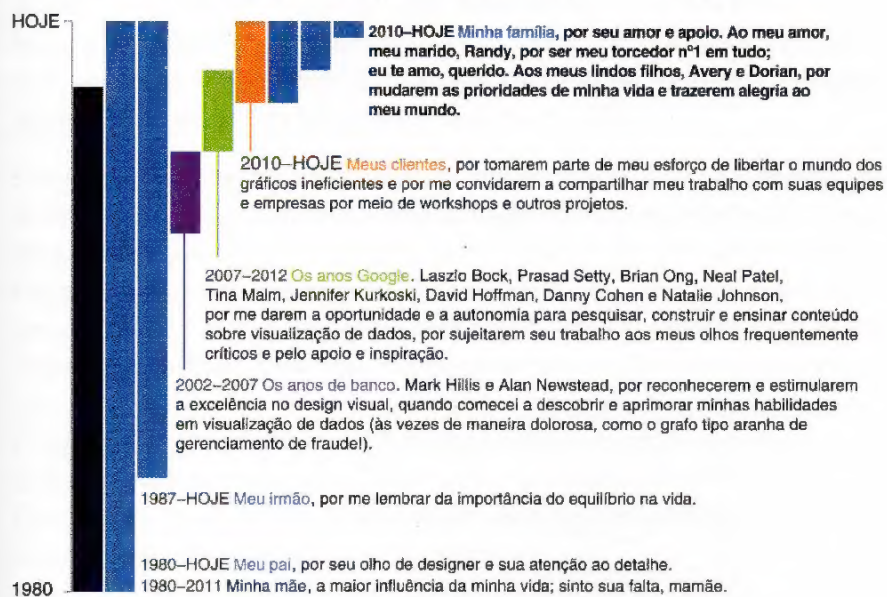 HOJE
2010–HOJE Minha família, por seu amor e apoio. Ao meu amor,
meu marido, Randy, por ser meu torcedor nº1 em tudo;
eu te amo, querido. Aos meus lindos filhos, Avery e Dorian, por
mudarem as prioridades de minha vida e trazerem alegria ao
meu mundo.
2010–HOJE Meus clientes, por tomarem parte de meu esforço de libertar o mundo dos
gráficos ineficientes e por me convidarem a compartilhar meu trabalho com suas equipes
e empresas por meio de workshops e outros projetos.
2007–2012 Os anos Google. Laszlo Bock, Prasad Setty, Brian Ong, Neal Patel,
Tina Malm, Jennifer Kurkoski, David Hoffman, Danny Cohen e Natalie Johnson,
por me darem a oportunidade e a autonomia para pesquisar, construir e ensinar conteúdo
sobre visualização de dados, por sujeitarem seu trabalho aos meus olhos frequentemente
críticos e pelo apoio e inspiração.
2002–2007 Os anos de banco. Mark Hillis e Alan Newstead, por reconhecerem e estimularem
a excelência no design visual, quando comecei a descobrir e aprimorar minhas habilidades
em visualização de dados (às vezes de maneira dolorosa, como o grafo tipo aranha de
gerenciamento de fraude!).
1987–HOJE Meu irmão, por me lembrar da importância do equilíbrio na vida.
1980–HOJE Meu pai, por seu olho de designer e sua atenção ao detalhe.
1980–2011 Minha mãe, a maior influência da minha vida; sinto sua falta, mamãe.
1980